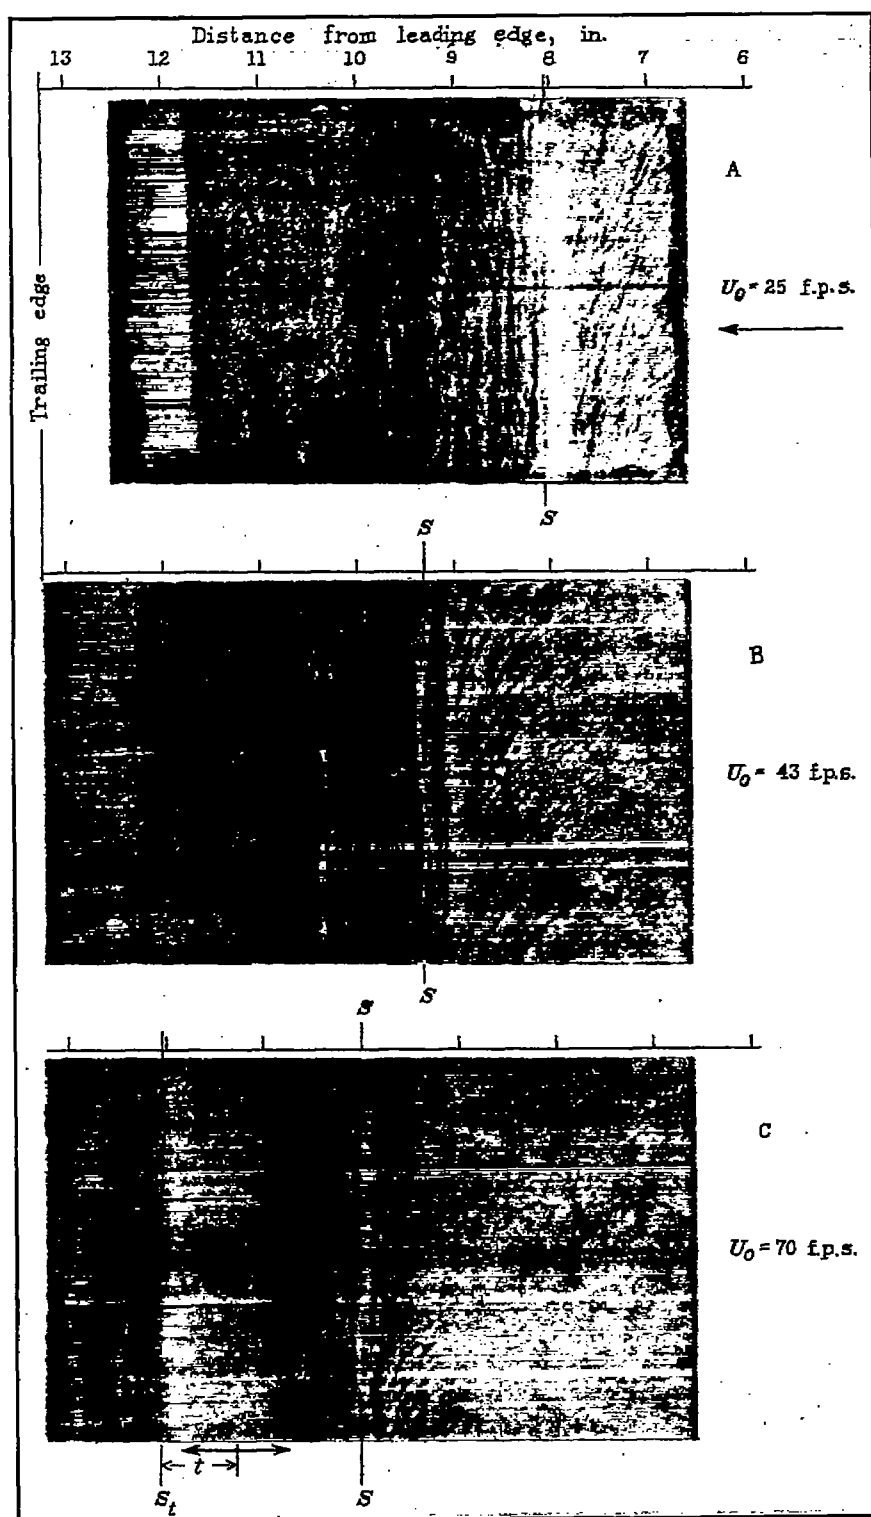 Distance from leading edge, in.
13 12 11 10 9 8 7 6
Trailing edge
A
U₀ = 25 f.p.s.
S
S
B
U₀ = 43 f.p.s.
S
S
C
U₀ = 70 f.p.s.
t
S_t S